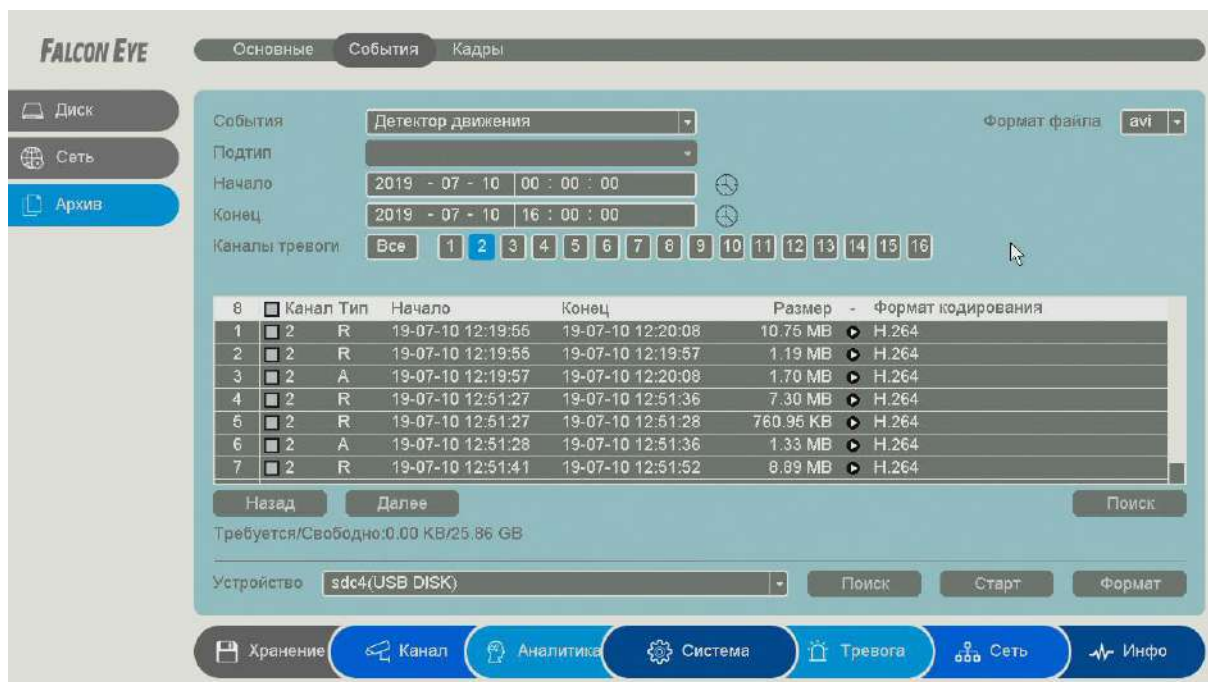 FALCON EYE
Основные События Кадры
Диск
Сеть
Архив
События Детектор движения Формат файла avi
Подтип
Начало 2019 - 07 - 10 00 : 00 : 00
Конец 2019 - 07 - 10 16 : 00 : 00
Каналы тревоги Все 1 2 3 4 5 6 7 8 9 10 11 12 13 14 15 16
8 Канал Тип Начало Конец Размер - Формат кодирования
1 2 R 19-07-10 12:19:55 19-07-10 12:20:08 10.75 MB H.264
2 2 R 19-07-10 12:19:55 19-07-10 12:19:57 1.19 MB H.264
3 2 A 19-07-10 12:19:57 19-07-10 12:20:08 1.70 MB H.264
4 2 R 19-07-10 12:51:27 19-07-10 12:51:36 7.30 MB H.264
5 2 R 19-07-10 12:51:27 19-07-10 12:51:28 760.95 KB H.264
6 2 A 19-07-10 12:51:28 19-07-10 12:51:36 1.33 MB H.264
7 2 R 19-07-10 12:51:41 19-07-10 12:51:52 8.89 MB H.264
Назад Далее Поиск
Требуется/Свободно:0.00 KB/25.86 GB
Устройство sdc4(USB DISK) Поиск Старт Формат
Хранение Канал Аналитика Система Тревога Сеть Инфо